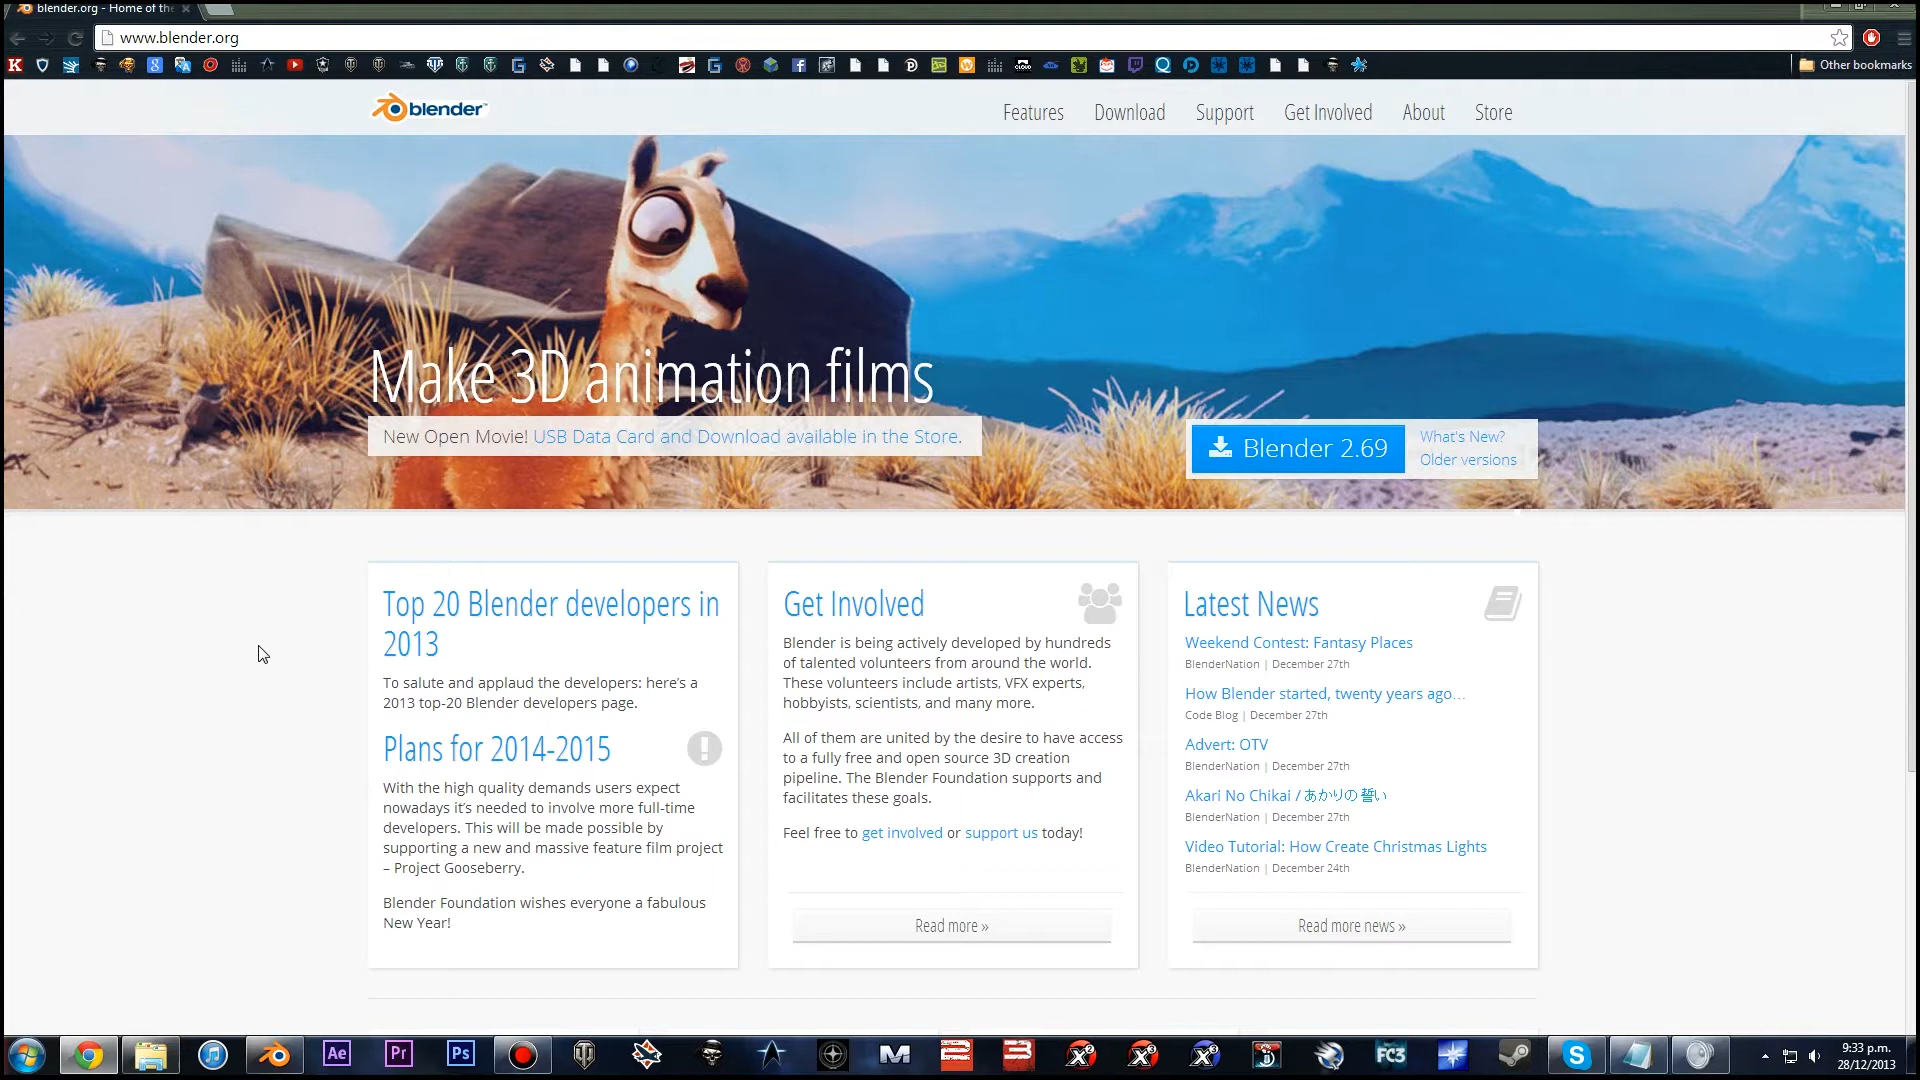 blender.org - Home of the
www.blender.org
Other bookmarks
blender
Features
Download
Support
Get Involved
About
Store
Make 3D animation films
New Open Movie! USB Data Card and Download available in the Store.
Blender 2.69
What's New?
Older versions
Top 20 Blender developers in
2013
To salute and applaud the developers: here's a
2013 top-20 Blender developers page.
Plans for 2014-2015
With the high quality demands users expect
nowadays it's needed to involve more full-time
developers. This will be made possible by
supporting a new and massive feature film project
– Project Gooseberry.
Blender Foundation wishes everyone a fabulous
New Year!
Get Involved
Blender is being actively developed by hundreds
of talented volunteers from around the world.
These volunteers include artists, VFX experts,
hobbyists, scientists, and many more.
All of them are united by the desire to have access
to a fully free and open source 3D creation
pipeline. The Blender Foundation supports and
facilitates these goals.
Feel free to get involved or support us today!
Read more »
Latest News
Weekend Contest: Fantasy Places
BlenderNation | December 27th
How Blender started, twenty years ago…
Code Blog | December 27th
Advert: OTV
BlenderNation | December 27th
Akari No Chikai / あかりの誓い
BlenderNation | December 27th
Video Tutorial: How Create Christmas Lights
BlenderNation | December 24th
Read more news »
Ae
Pr
Ps
FC3
9:33 p.m.
28/12/2013